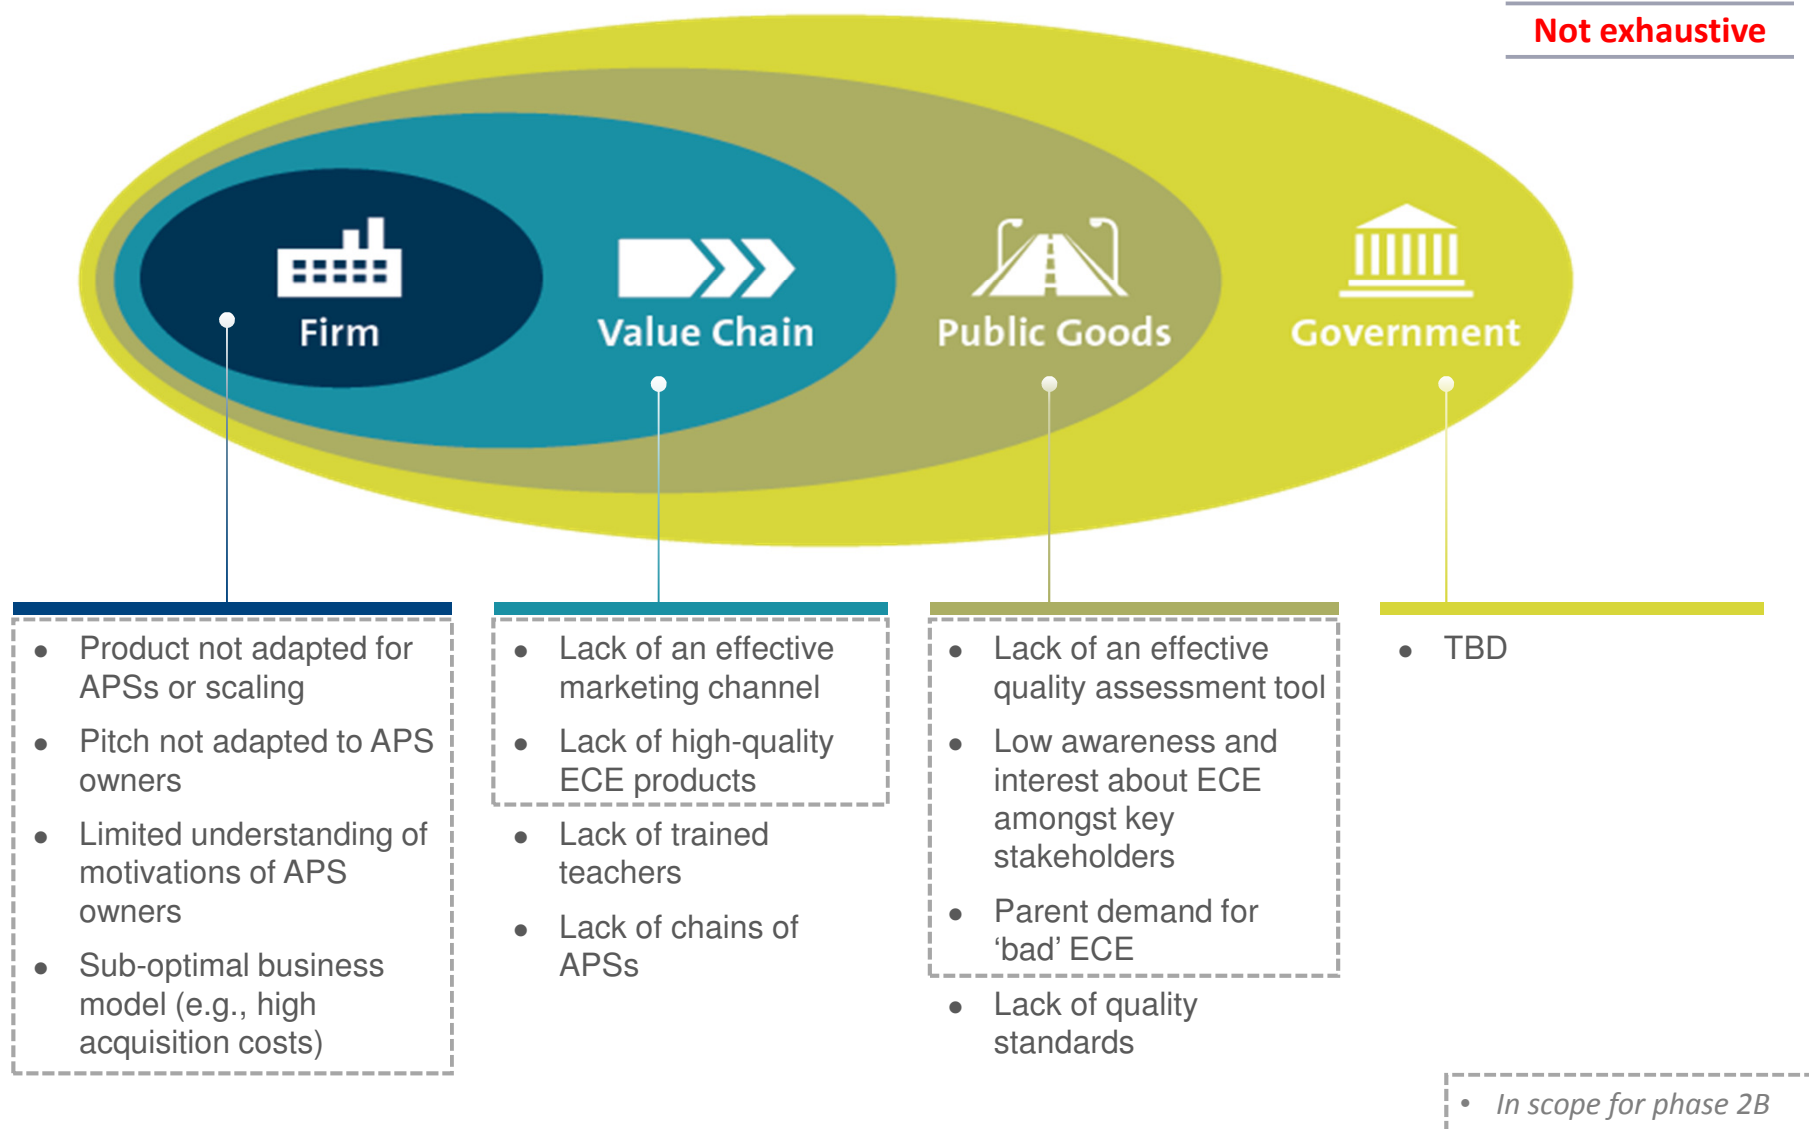 Not exhaustive
Firm
Value Chain
Public Goods
Government
● Product not adapted for
APSs or scaling
● Pitch not adapted to APS
owners
● Limited understanding of
motivations of APS
owners
● Sub-optimal business
model (e.g., high
acquisition costs)
● Lack of an effective
marketing channel
● Lack of high-quality
ECE products
● Lack of trained
teachers
● Lack of chains of
APSs
● Lack of an effective
quality assessment tool
● Low awareness and
interest about ECE
amongst key
stakeholders
● Parent demand for
‘bad’ ECE
● Lack of quality
standards
● TBD
• In scope for phase 2B